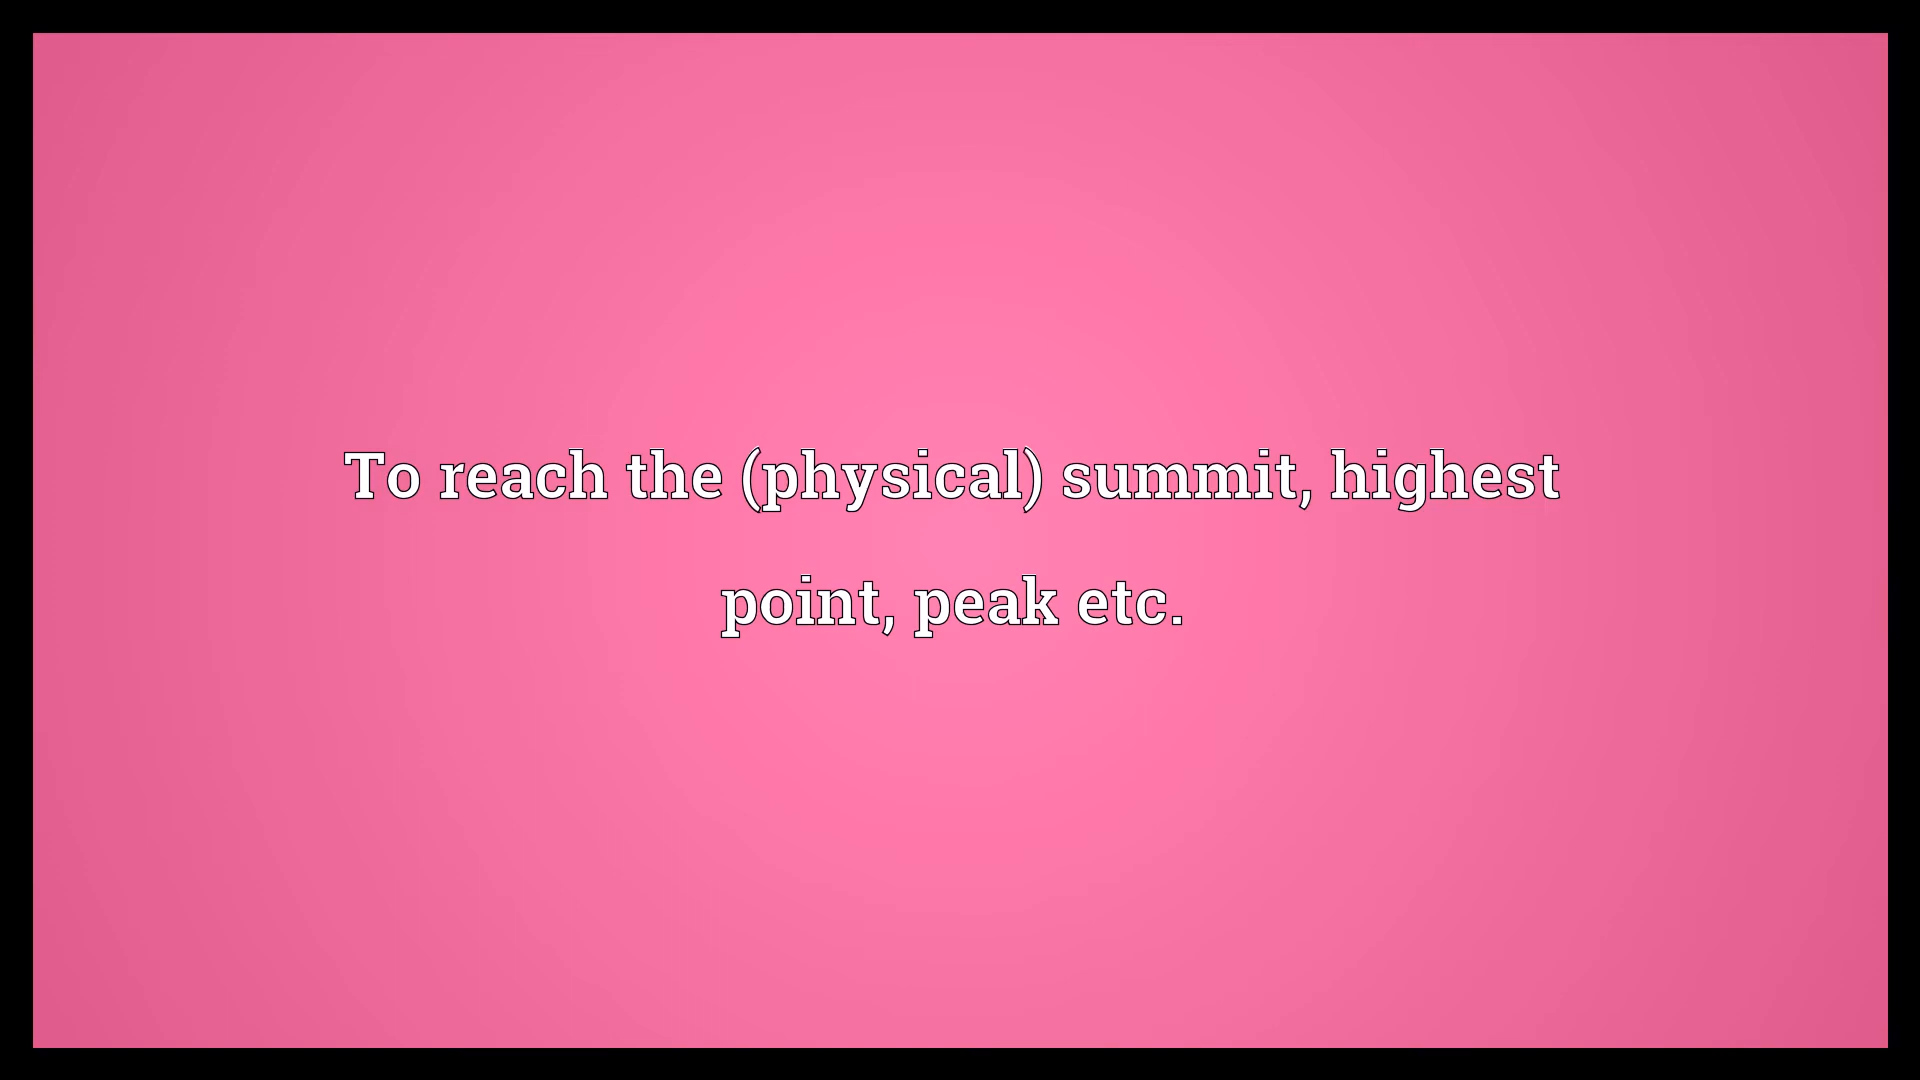 To reach the (physical) summit, highest
point, peak etc.